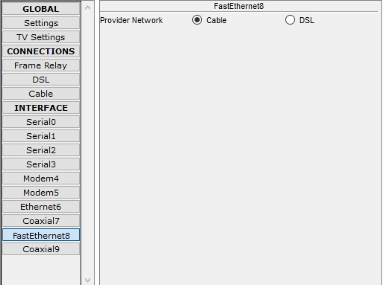 GLOBAL
Settings
TV Settings
CONNECTIONS
Frame Relay
DSL
Cable
INTERFACE
Serial0
Serial1
Serial2
Serial3
Modem4
Modem5
Ethernet6
Coaxial7
FastEthernet8
Coaxial9
FastEthernet8
Provider Network Cable DSL